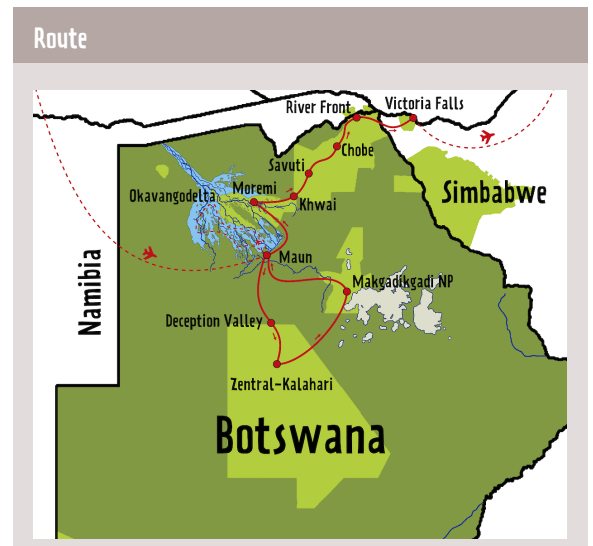 Route
River Front
Victoria Falls
Chobe
Savuti
Simbabwe
Okavangodelta
Moremi
Khwai
Namibia
Maun
Makgadikgadi NP
Deception Valley
Zentral-Kalahari
Botswana